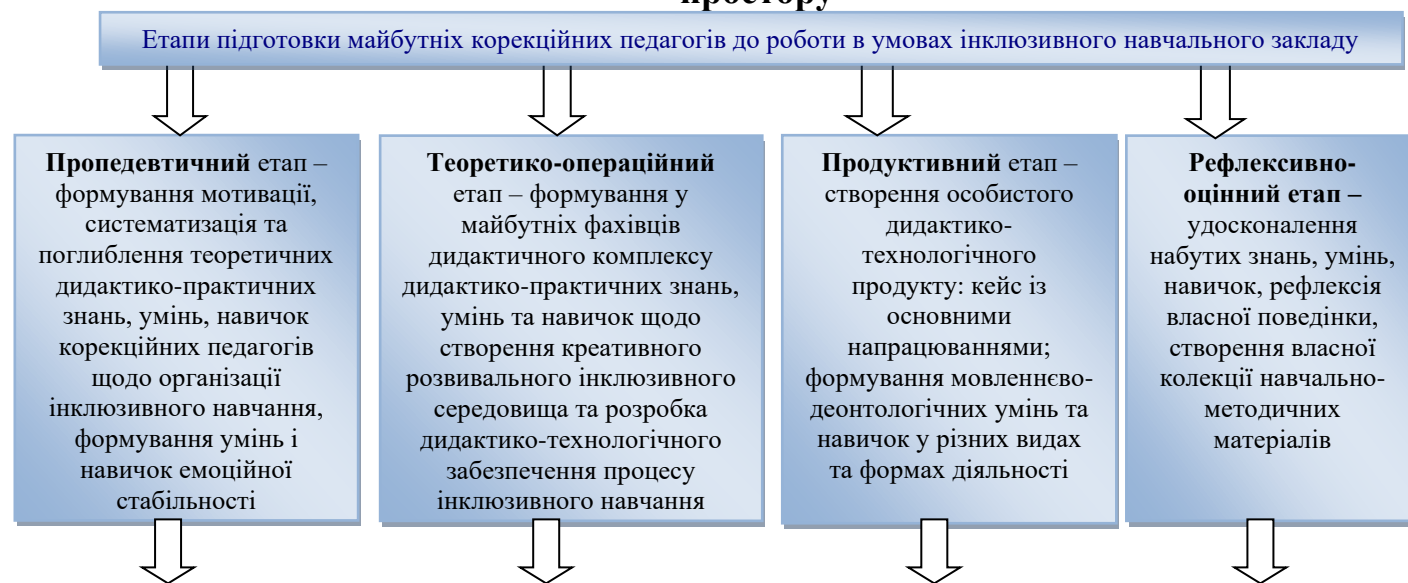 простору
Етапи підготовки майбутніх корекційних педагогів до роботи в умовах інклюзивного навчального закладу
Пропедевтичний етап –
формування мотивації,
систематизація та
поглиблення теоретичних
дидактико-практичних
знань, умінь, навичок
корекційних педагогів
щодо організації
інклюзивного навчання,
формування умінь і
навичок емоційної
стабільності
Теоретико-операційний
етап – формування у
майбутніх фахівців
дидактичного комплексу
дидактико-практичних знань,
умінь та навичок щодо
створення креативного
розвивального інклюзивного
середовища та розробка
дидактико-технологічного
забезпечення процесу
інклюзивного навчання
Продуктивний етап –
створення особистого
дидактико-
технологічного
продукту: кейс із
основними
напрацюваннями;
формування мовленнєво-
деонтологічних умінь та
навичок у різних видах
та формах діяльності
Рефлексивно-
оцінний етап –
удосконалення
набутих знань, умінь,
навичок, рефлексія
власної поведінки,
створення власної
колекції навчально-
методичних
матеріалів